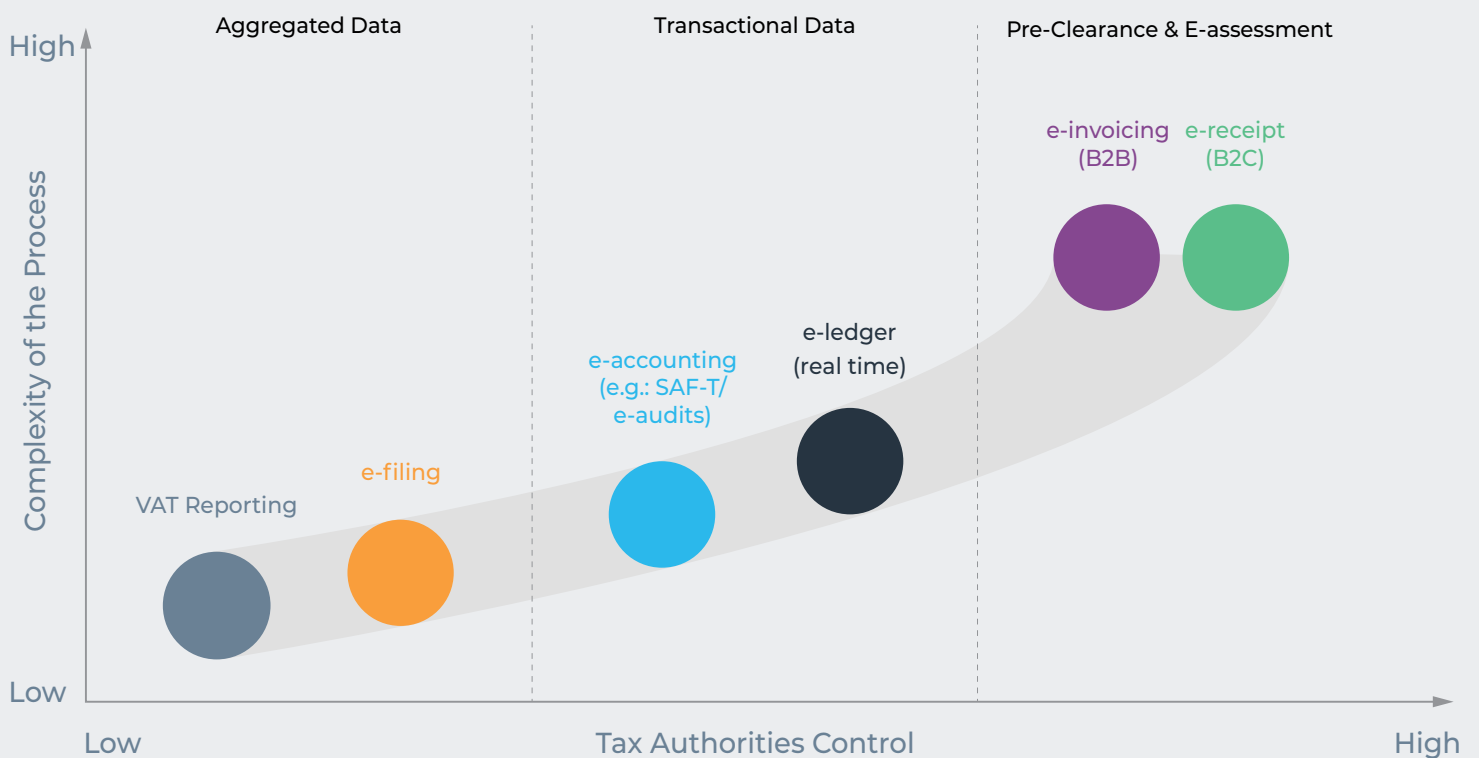 Aggregated Data
Transactional Data
Pre-Clearance & E-assessment
High
Complexity of the Process
e-invoicing
(B2B)
e-receipt
(B2C)
e-ledger
(real time)
e-accounting
(e.g.: SAF-T/
e-audits)
e-filing
VAT Reporting
Low
Low
Tax Authorities Control
High